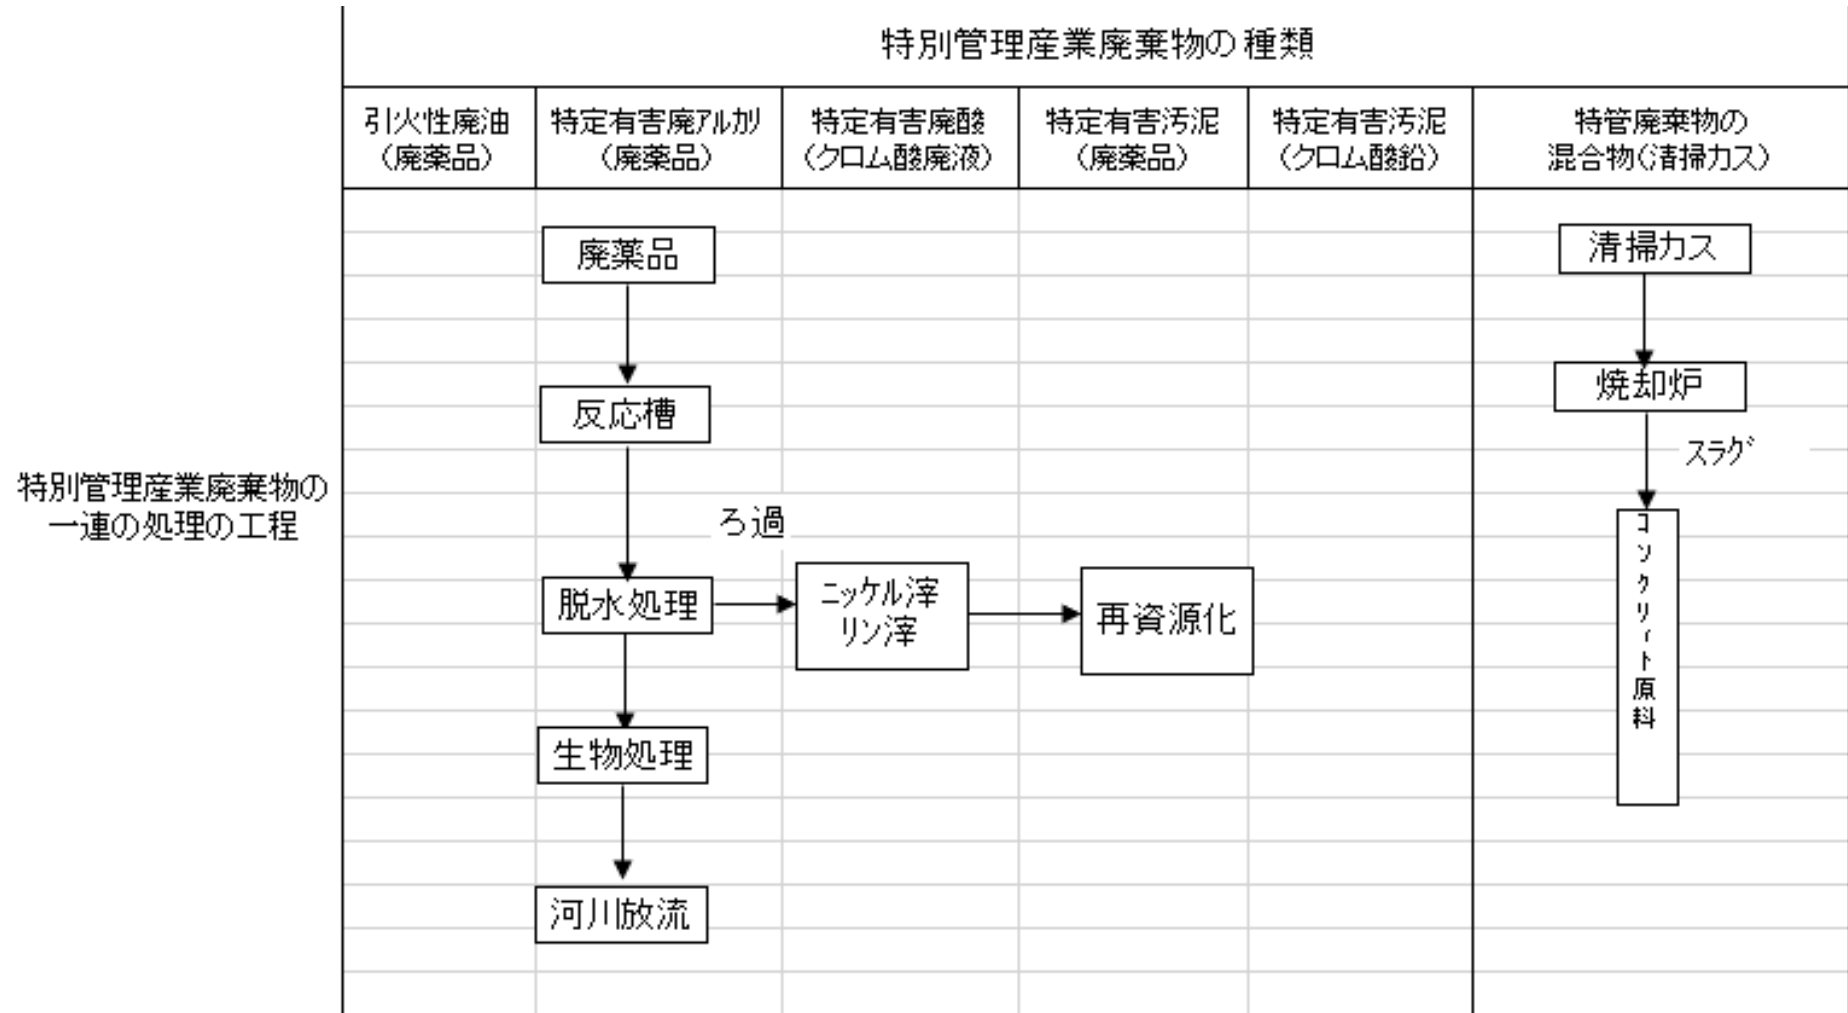 特別管理産業廃棄物の種類
引火性廃油
(廃薬品)
特定有害廃アルカリ
(廃薬品)
特定有害廃酸
(クロム酸廃液)
特定有害汚泥
(廃薬品)
特定有害汚泥
(クロム酸鉛)
特管廃棄物の
混合物(清掃カス)
特別管理産業廃棄物の
一連の処理の工程
廃薬品
反応槽
ろ過
脱水処理
ニッケル滓
リン滓
再資源化
生物処理
河川放流
清掃カス
焼却炉
スラグ
コンクリィト原料